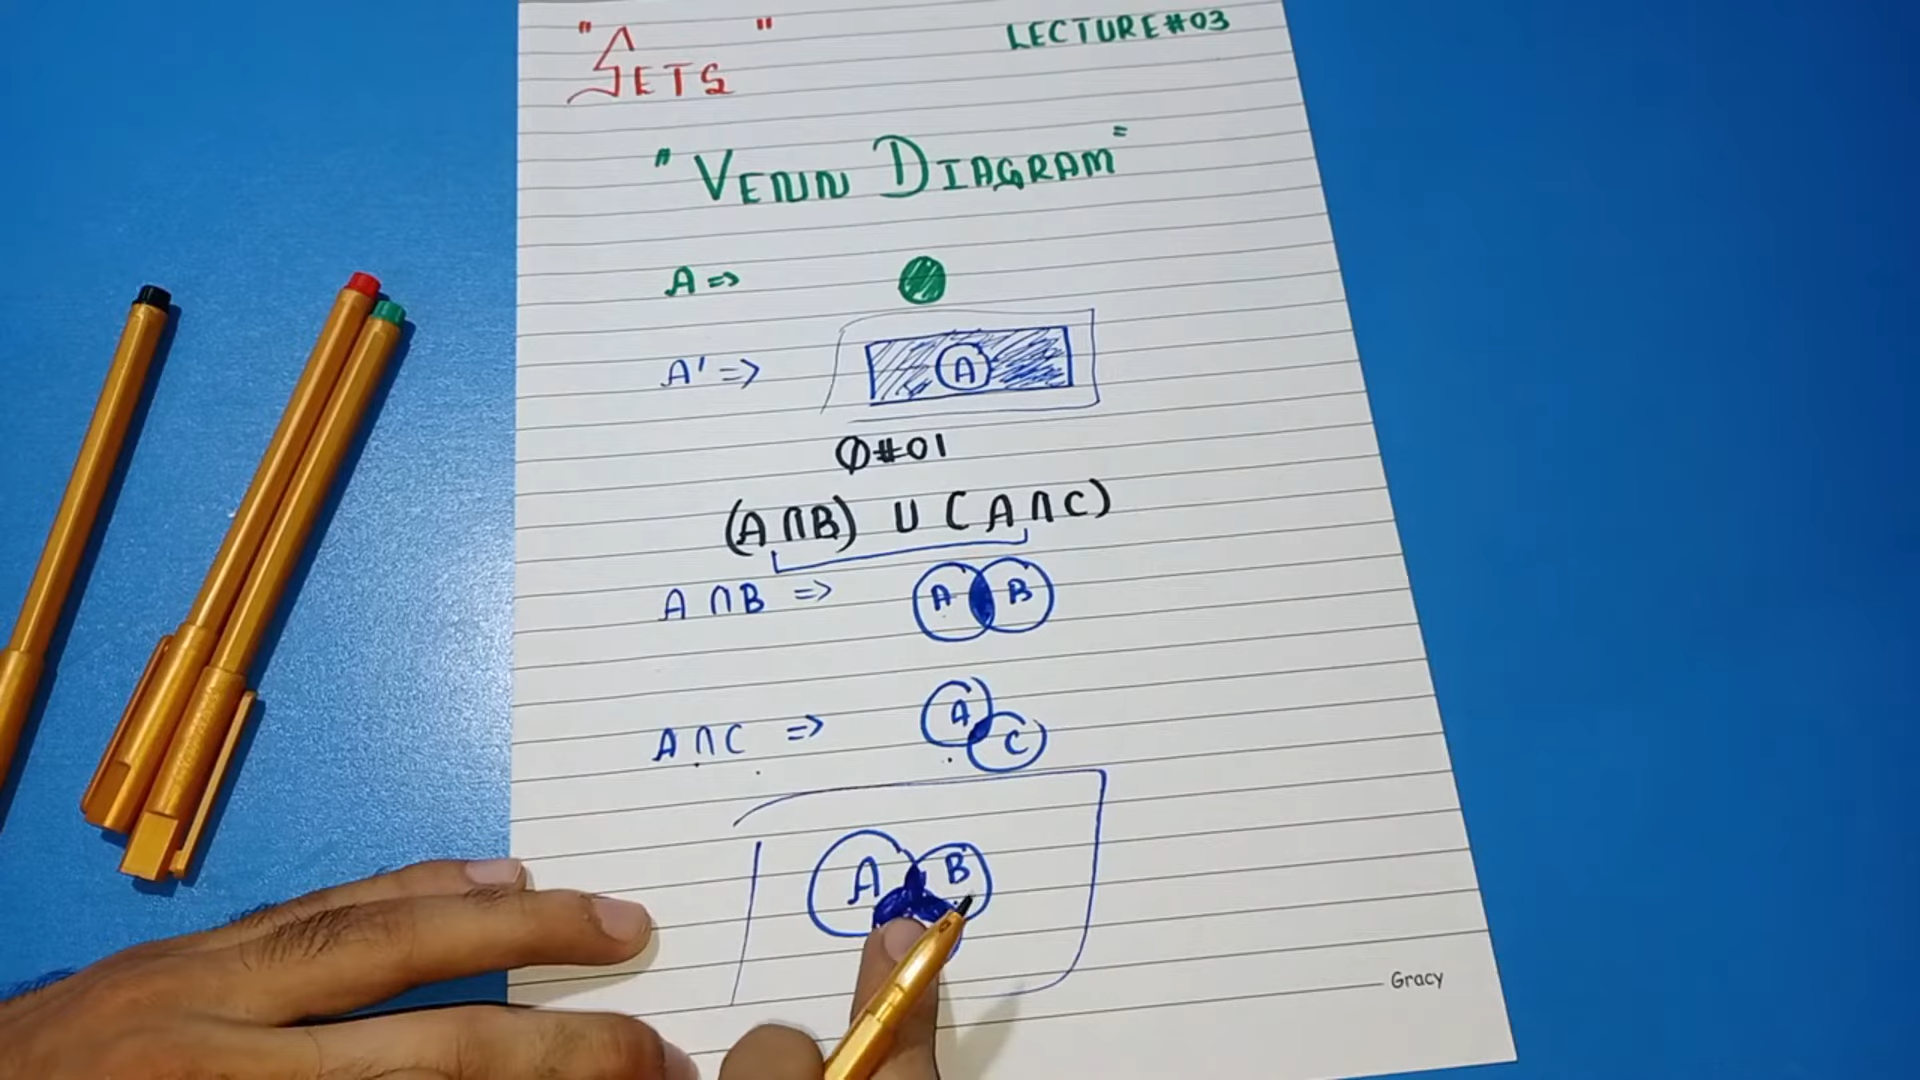 "SETS"
LECTURE#03
"VENN DIAGRAM"
A =>
A' =>
A
Q#01
(A∩B) ∪ (A∩C)
A∩B =>
A B
A∩C =>
A
C
A B
Gracy